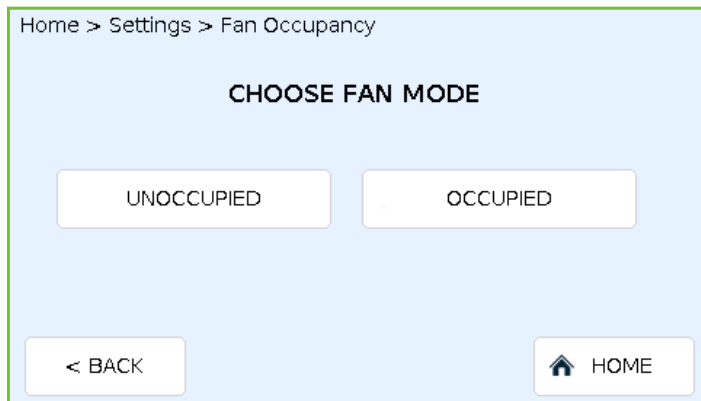 Home > Settings > Fan Occupancy
CHOOSE FAN MODE
UNOCCUPIED
OCCUPIED
< BACK
HOME